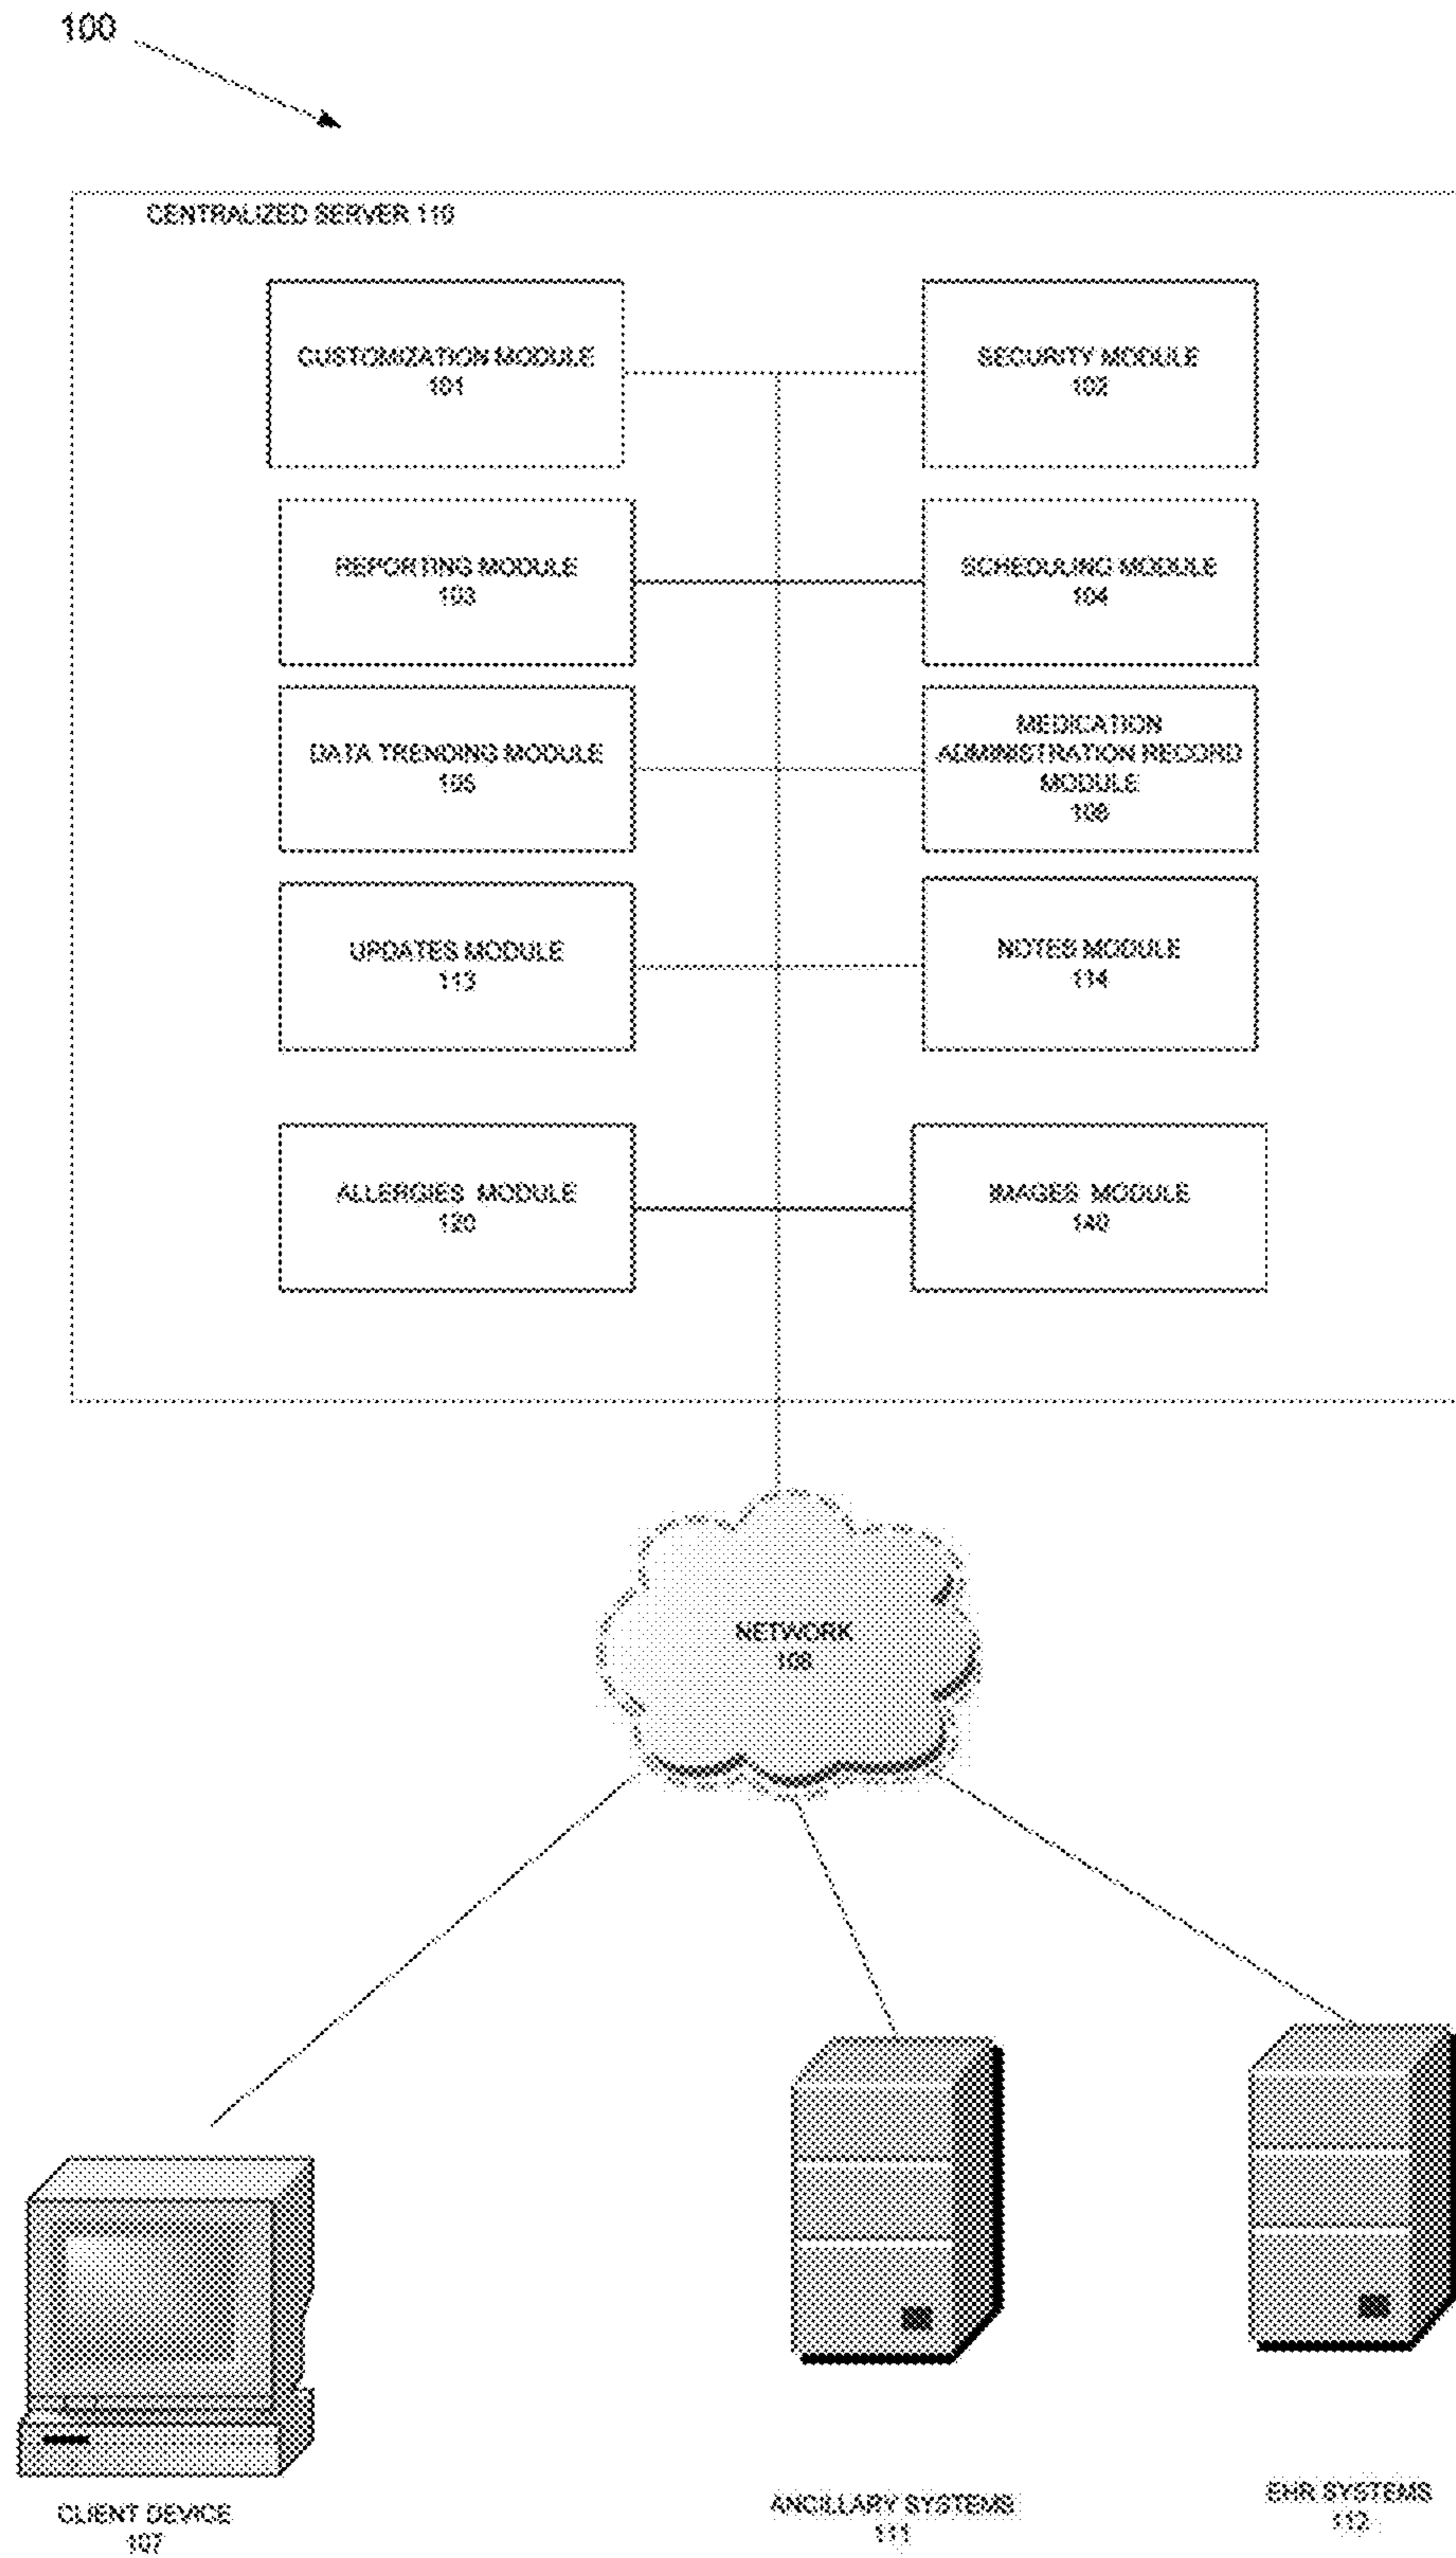 100
CENTRALIZED SERVER 110
CUSTOMIZATION MODULE
101
SECURITY MODULE
102
REPORTING MODULE
103
SCHEDULING MODULE
104
DATA TRENDING MODULE
105
MEDICATION
ADMINISTRATION RECORD
MODULE
106
UPDATES MODULE
113
NOTES MODULE
114
ALLERGIES MODULE
120
IMAGES MODULE
140
NETWORK
108
CLIENT DEVICE
107
ANCILLARY SYSTEMS
111
EHR SYSTEMS
112